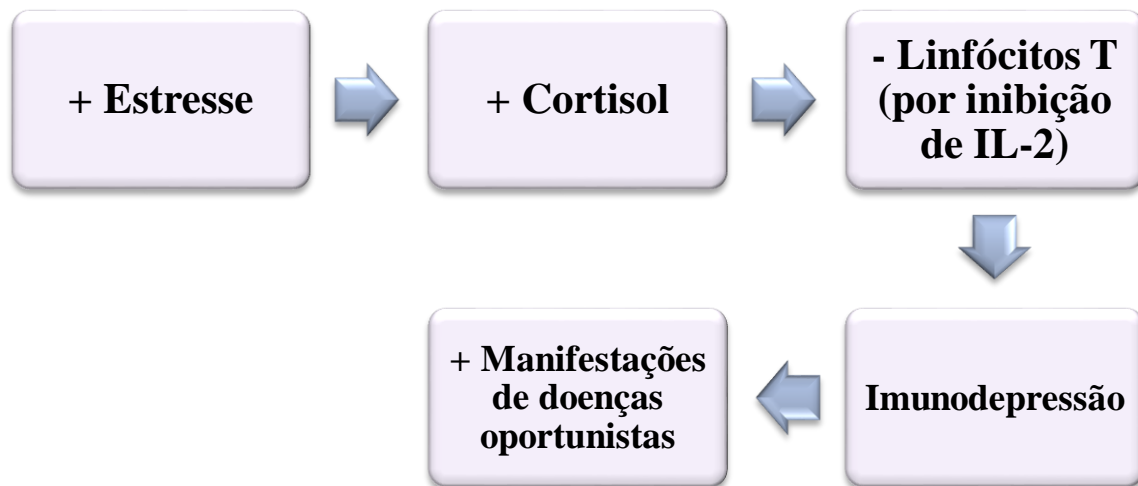 + Estresse
+ Cortisol
- Linfócitos T
(por inibição
de IL-2)
Imunodepressão
+ Manifestações
de doenças
oportunistas